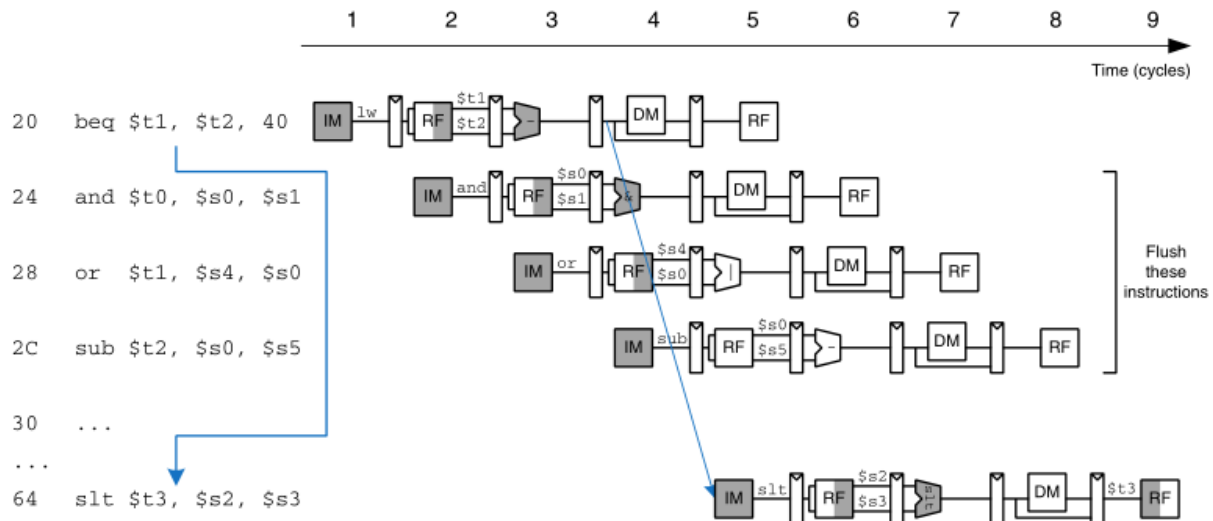 1 2 3 4 5 6 7 8 9
Time (cycles)
20 beq $t1, $t2, 40 IM lw RF $t1 $t2 - DM RF
24 and $t0, $s0, $s1 IM and RF $s0 $s1 & DM RF
28 or $t1, $s4, $s0 IM or RF $s4 $s0 | DM RF
Flush
these
instructions
2C sub $t2, $s0, $s5 IM sub RF $s0 $s5 - DM RF
30 ...
...
64 slt $t3, $s2, $s3 IM slt RF $s2 $s3 slt DM $t3 RF